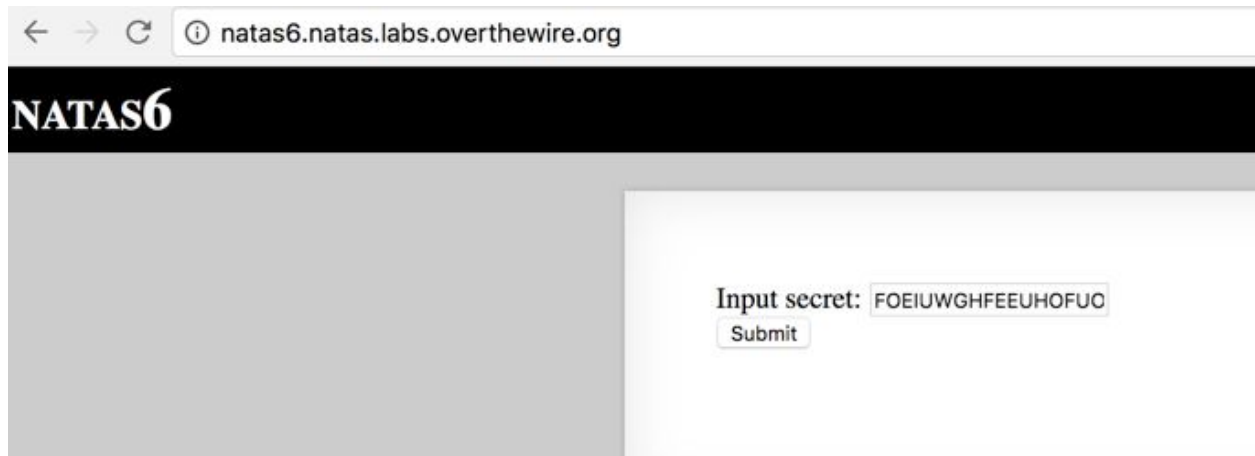 natas6.natas.labs.overthewire.org
NATAS6
Input secret: FOEIUWGHFEEUHOFUO
Submit